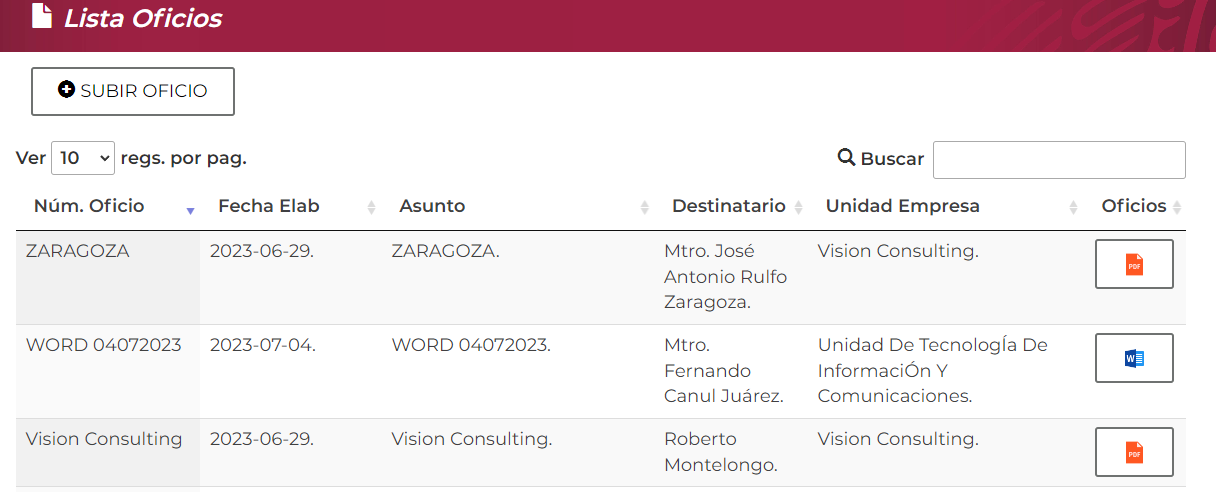 Lista Oficios
SUBIR OFICIO
Ver 10 regs. por pag.
Buscar
Núm. Oficio Fecha Elab Asunto Destinatario Unidad Empresa Oficios
ZARAGOZA 2023-06-29. ZARAGOZA. Mtro. José Vision Consulting.
Antonio Rulfo
Zaragoza.
PDF
WORD 04072023 2023-07-04. WORD 04072023. Mtro. Unidad De TecnologÍa De
Fernando InformaciÓn Y
Canul Juárez. Comunicaciones.
W
Vision Consulting 2023-06-29. Vision Consulting. Roberto Vision Consulting.
Montelongo.
PDF